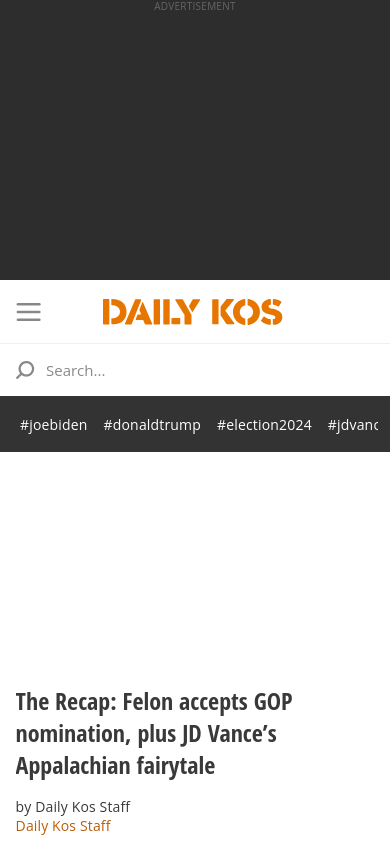 ADVERTISEMENT
DAILY KOS
Search...
#joebiden #donaldtrump #election2024 #jdvanc
The Recap: Felon accepts GOP
nomination, plus JD Vance’s
Appalachian fairytale
by Daily Kos Staff
Daily Kos Staff